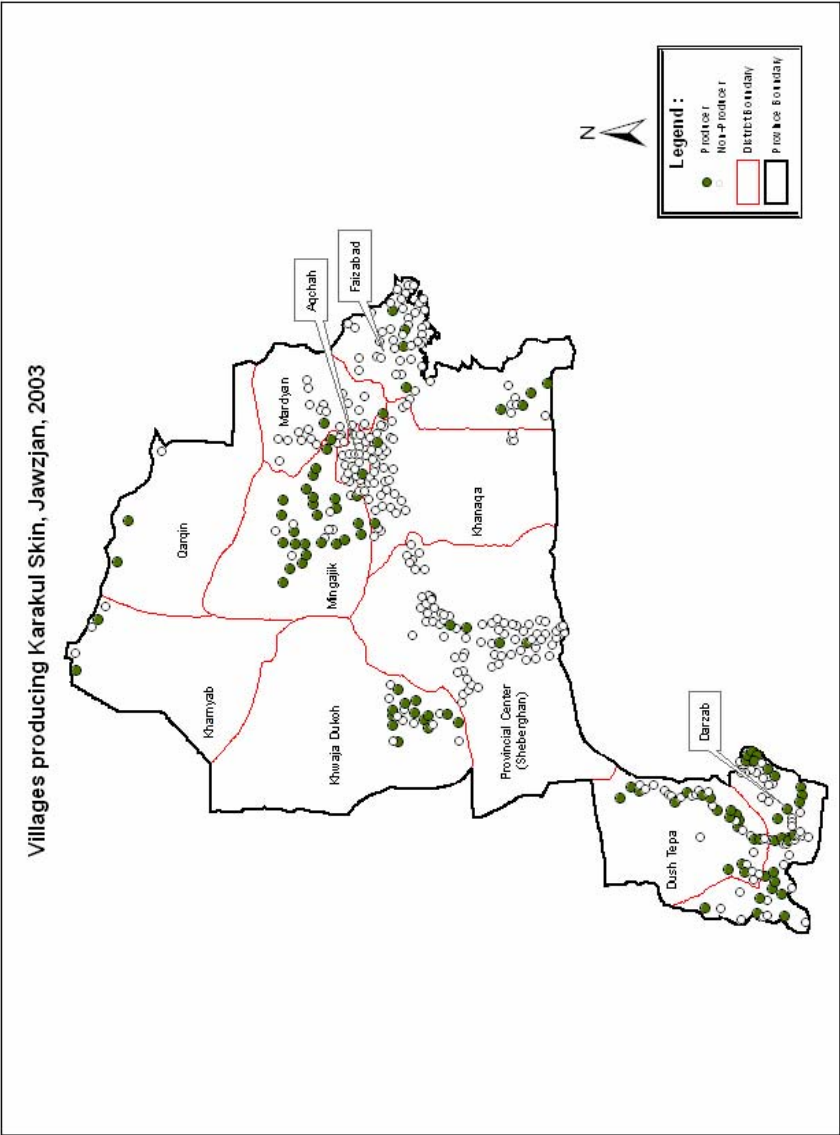 Villages producing Karakul Skin, Jawzjan, 2003
Qarqin
Khamyab
Mardyan
Aqchah
Faizabad
Mingajik
Khwaja Dukoh
Khanaqa
Provincial Center
(Sheberghan)
Darzab
Dush Tepa
N
Legend :
Producer
Non-Producer
District Boundary
Province Boundary